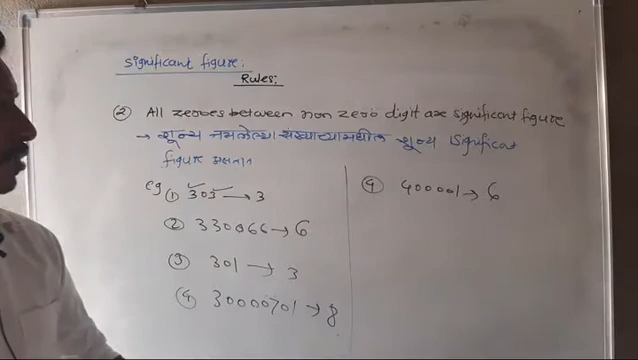 Significant figure:
Rules:
② All zeroes between non zero digit are significant figure
→ शून्य नसलेल्या संख्याच्यामधील शून्य Significant
figure असतात
eg ① 303 → 3
② 330066 → 6
③ 301 → 3
④ 30000701 → 8
५ 400001 → 6